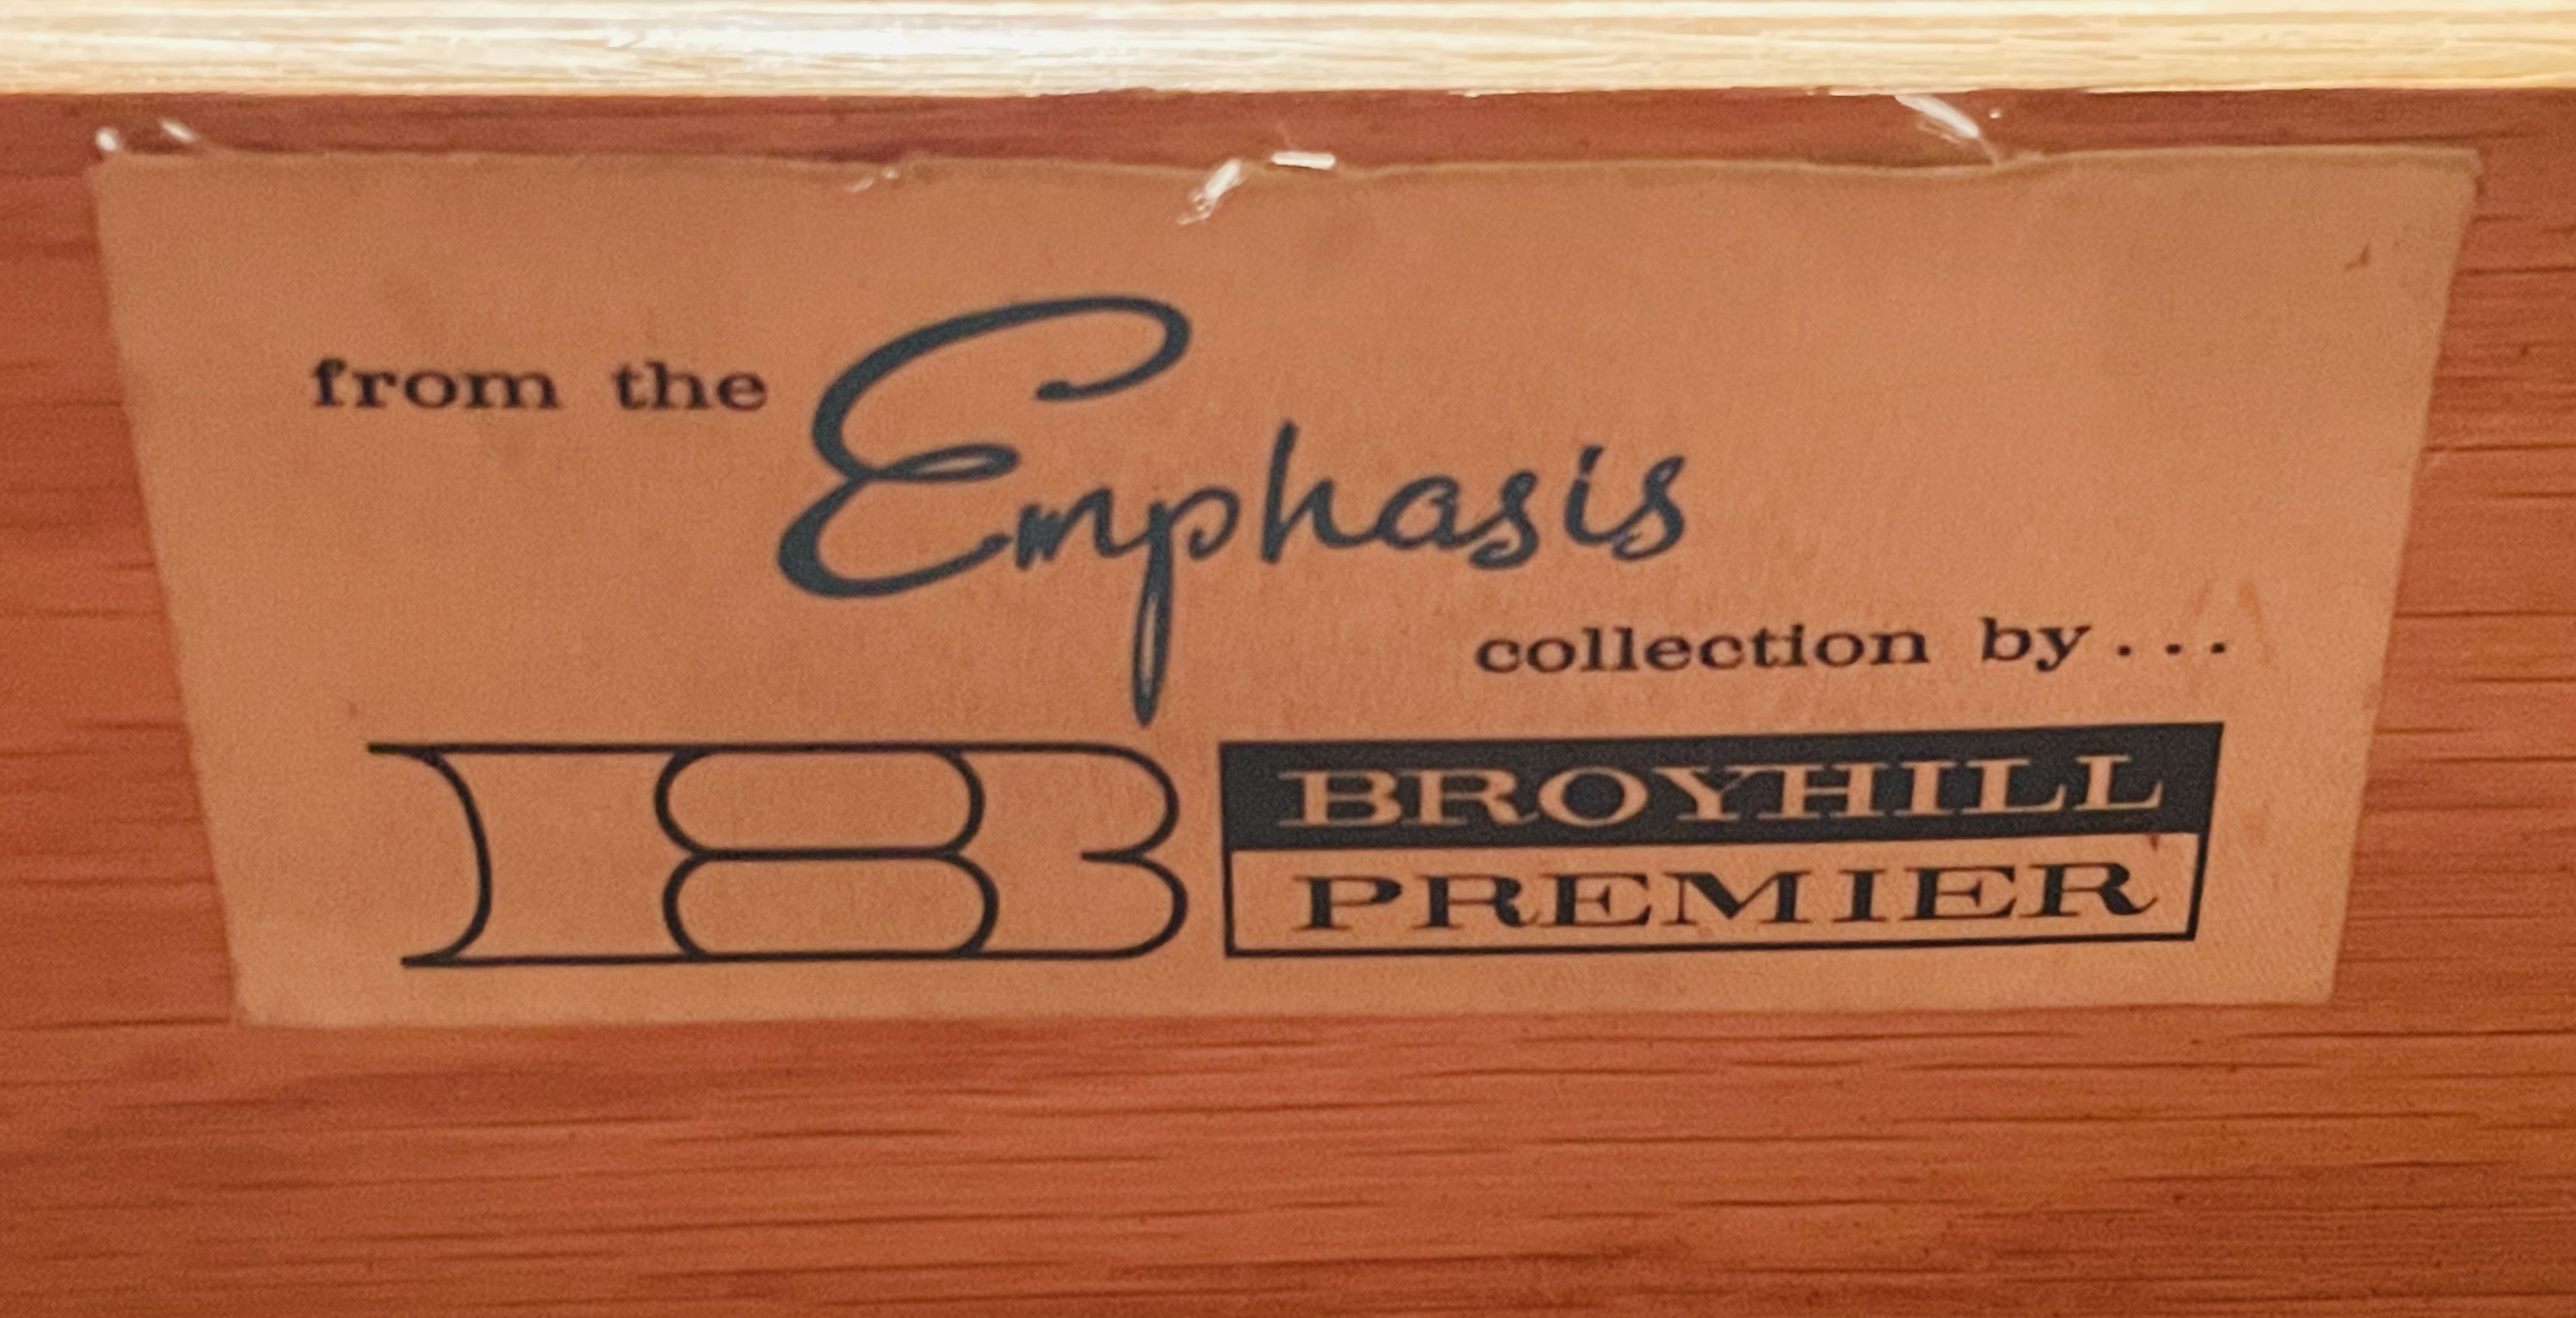 from the Emphasis
collection by...
B BROYHILL
PREMIER